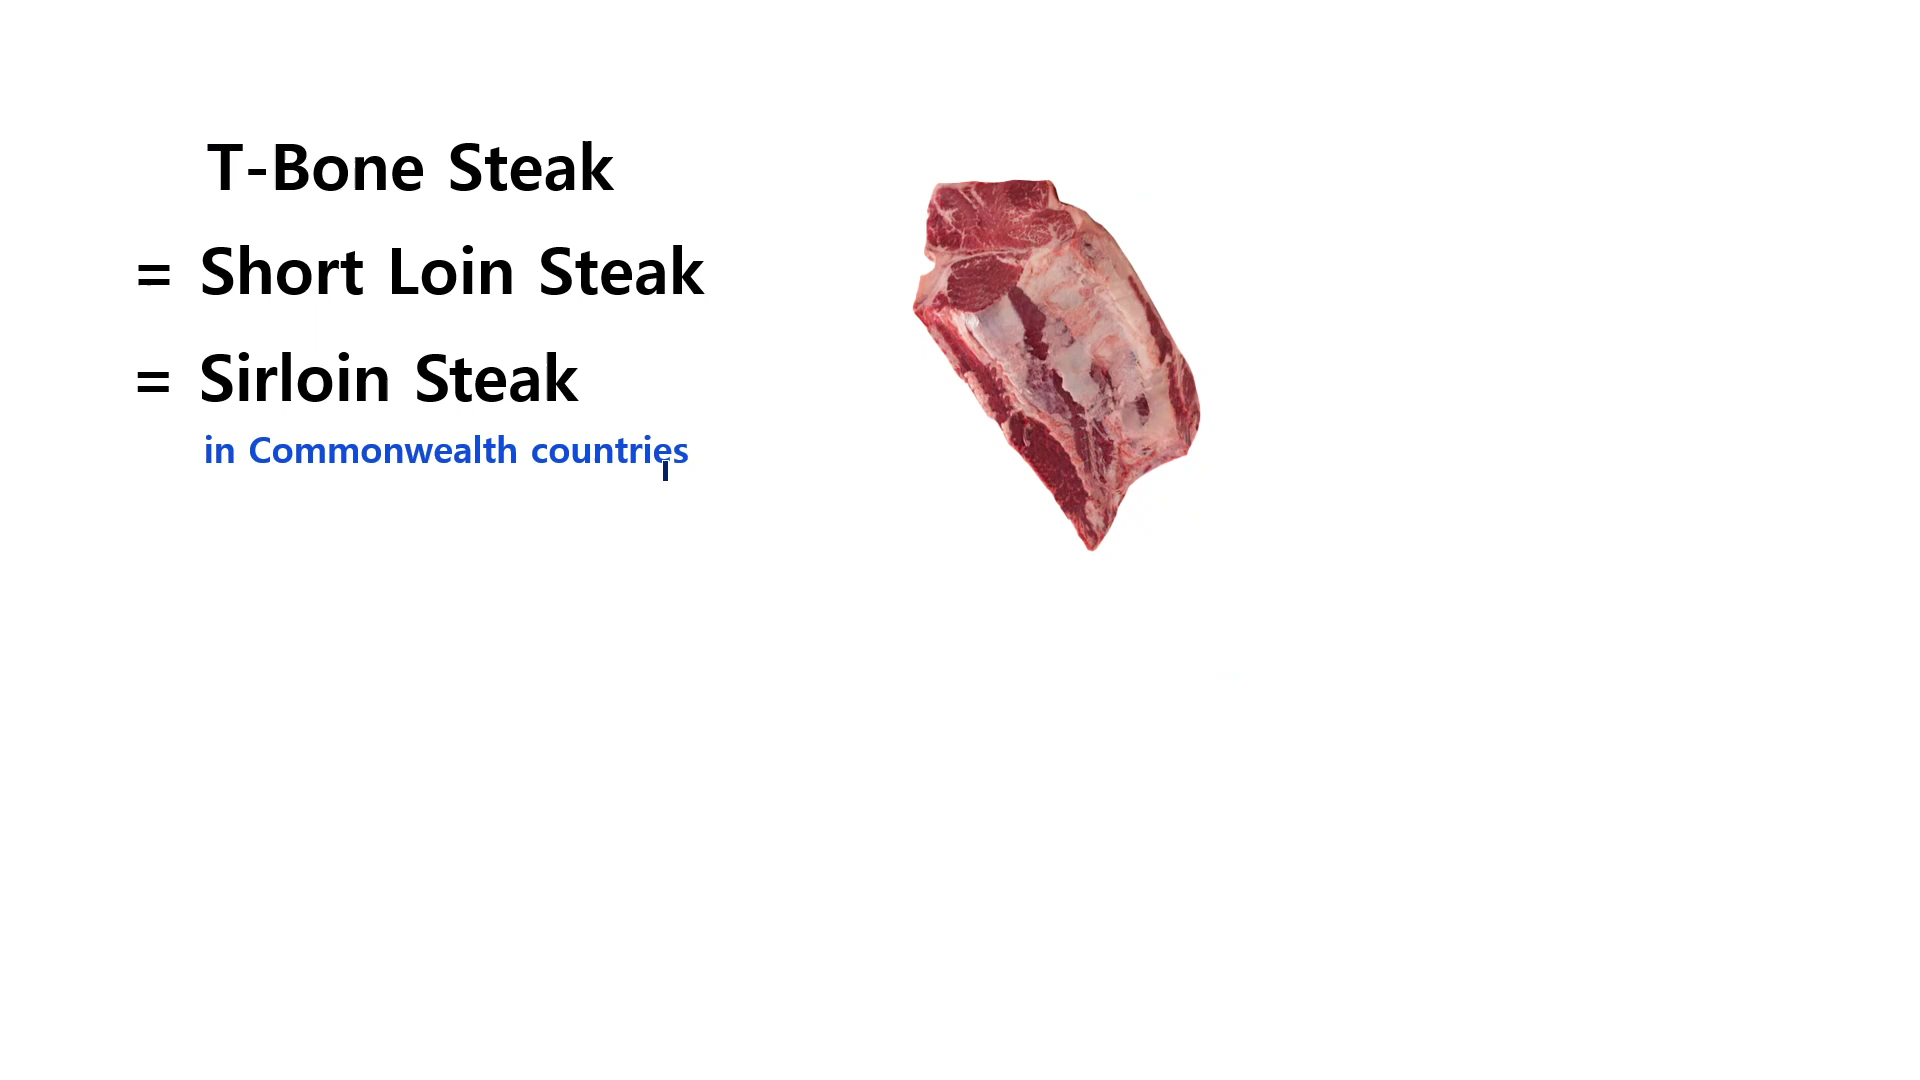 T-Bone Steak
= Short Loin Steak
= Sirloin Steak
in Commonwealth countries